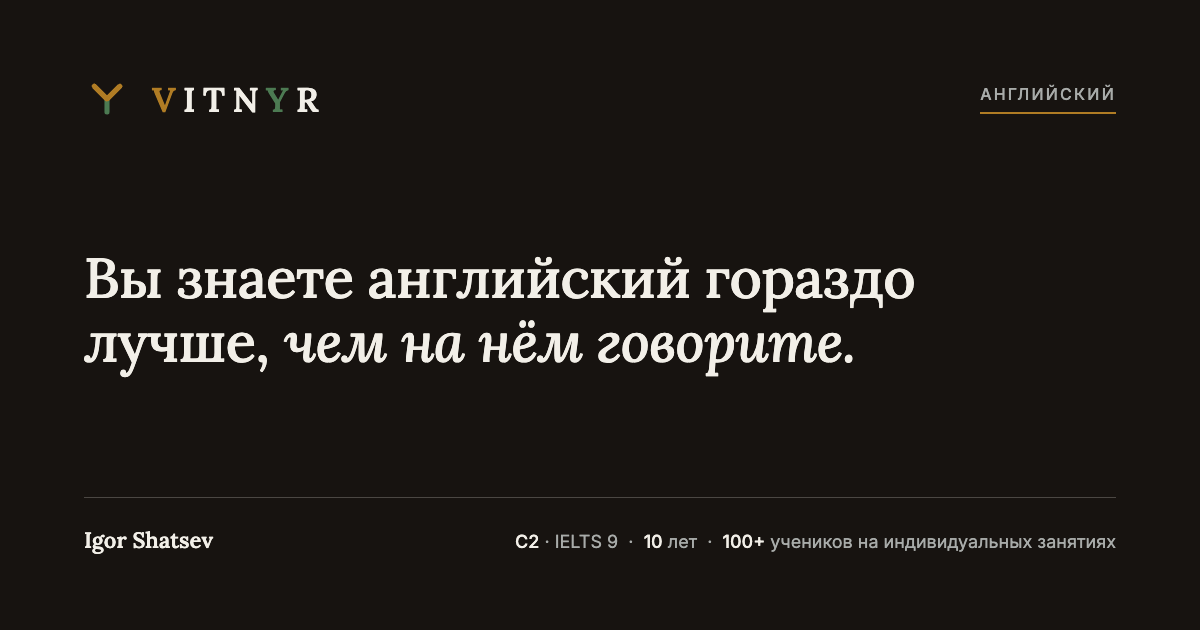 VITNYR
АНГЛИЙСКИЙ
Вы знаете английский гораздо
лучше, чем на нём говорите.
Igor Shatsev
C2 · IELTS 9 · 10 лет · 100+ учеников на индивидуальных занятиях